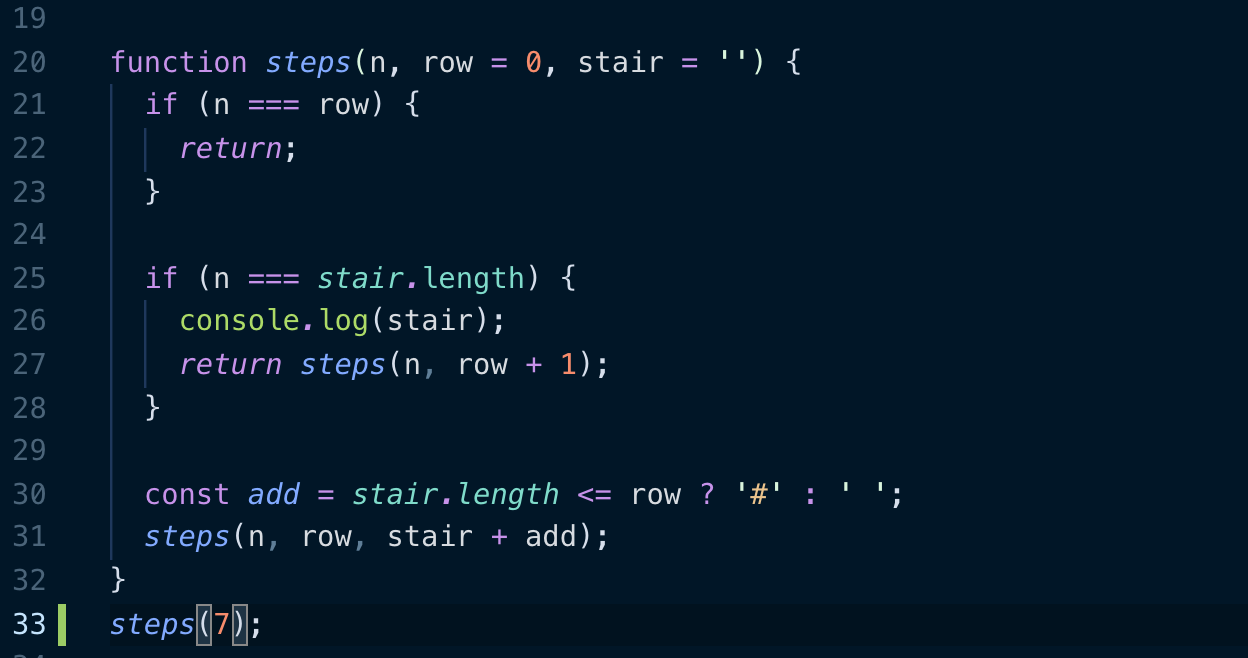 19
20 function steps(n, row = 0, stair = '') {
21   if (n === row) {
22     return;
23   }
24
25   if (n === stair.length) {
26     console.log(stair);
27     return steps(n, row + 1);
28   }
29
30   const add = stair.length <= row ? '#' : ' ';
31   steps(n, row, stair + add);
32 }
33 steps(7);